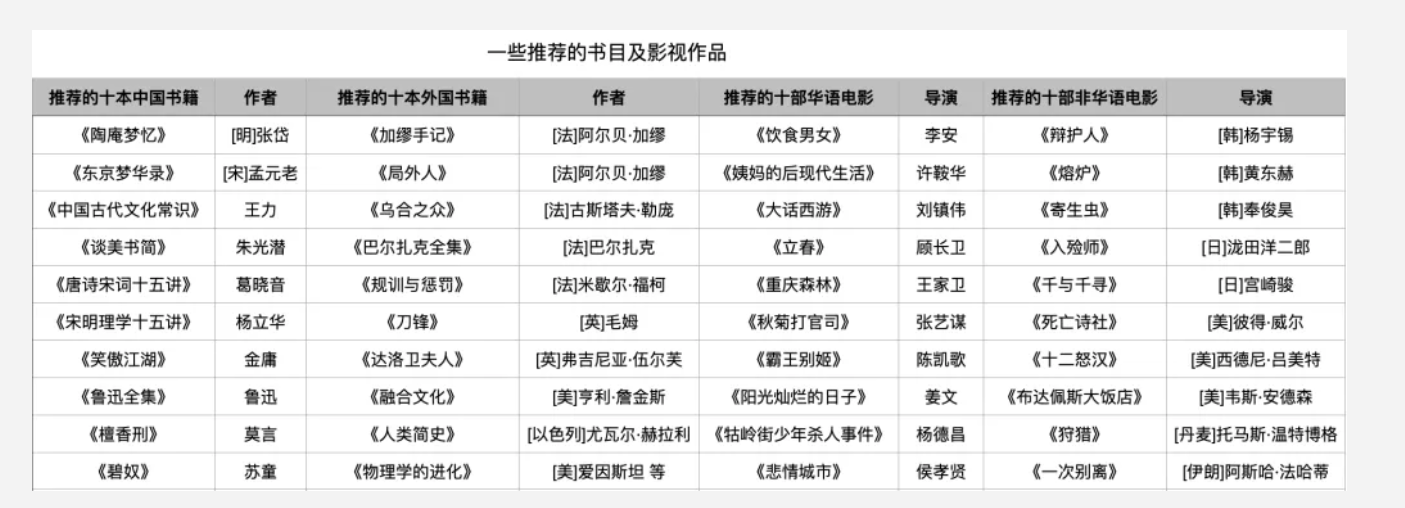 一些推荐的书目及影视作品
推荐的十本中国书籍 作者 推荐的十本外国书籍 作者 推荐的十部华语电影 导演 推荐的十部非华语电影 导演
《陶庵梦忆》 [明]张岱 《加缪手记》 [法]阿尔贝·加缪 《饮食男女》 李安 《辩护人》 [韩]杨宇锡
《东京梦华录》 [宋]孟元老 《局外人》 [法]阿尔贝·加缪 《姨妈的后现代生活》 许鞍华 《熔炉》 [韩]黄东赫
《中国古代文化常识》 王力 《乌合之众》 [法]古斯塔夫·勒庞 《大话西游》 刘镇伟 《寄生虫》 [韩]奉俊昊
《谈美书简》 朱光潜 《巴尔扎克全集》 [法]巴尔扎克 《立春》 顾长卫 《入殓师》 [日]泷田洋二郎
《唐诗宋词十五讲》 葛晓音 《规训与惩罚》 [法]米歇尔·福柯 《重庆森林》 王家卫 《千与千寻》 [日]宫崎骏
《宋明理学十五讲》 杨立华 《刀锋》 [英]毛姆 《秋菊打官司》 张艺谋 《死亡诗社》 [美]彼得·威尔
《笑傲江湖》 金庸 《达洛卫夫人》 [英]弗吉尼亚·伍尔芙 《霸王别姬》 陈凯歌 《十二怒汉》 [美]西德尼·吕美特
《鲁迅全集》 鲁迅 《融合文化》 [美]亨利·詹金斯 《阳光灿烂的日子》 姜文 《布达佩斯大饭店》 [美]韦斯·安德森
《檀香刑》 莫言 《人类简史》 [以色列]尤瓦尔·赫拉利 《牯岭街少年杀人事件》 杨德昌 《狩猎》 [丹麦]托马斯·温特博格
《碧奴》 苏童 《物理学的进化》 [美]爱因斯坦 等 《悲情城市》 侯孝贤 《一次别离》 [伊朗]阿斯哈·法哈蒂